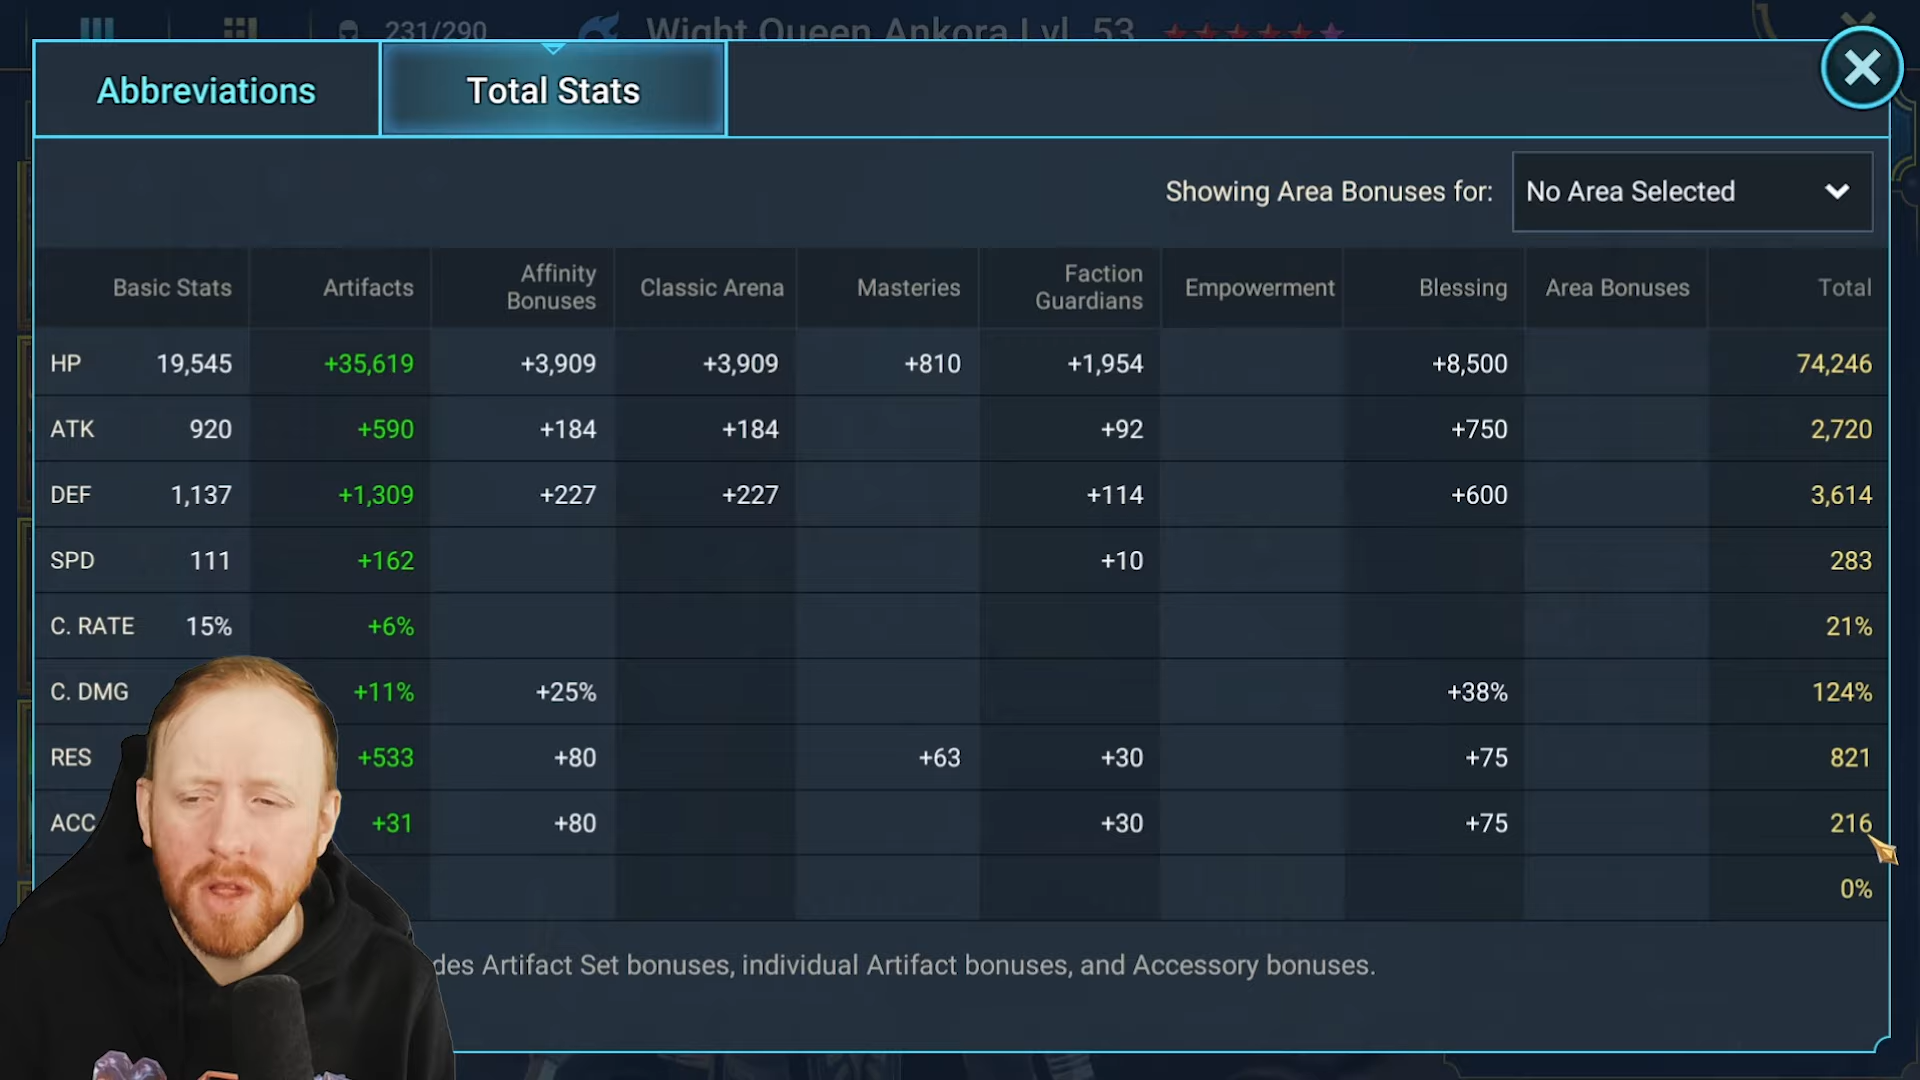 231/290
Wight Queen Ankora Lvl. 53
Abbreviations
Total Stats
Showing Area Bonuses for:
No Area Selected
Basic Stats Artifacts Affinity Bonuses Classic Arena Masteries Faction Guardians Empowerment Blessing Area Bonuses Total
HP 19,545 +35,619 +3,909 +3,909 +810 +1,954 +8,500 74,246
ATK 920 +590 +184 +184 +92 +750 2,720
DEF 1,137 +1,309 +227 +227 +114 +600 3,614
SPD 111 +162 +10 283
C. RATE 15% +6% 21%
C. DMG +11% +25% +38% 124%
RES +533 +80 +63 +30 +75 821
ACC +31 +80 +30 +75 216
0%
Artifact Set bonuses, individual Artifact bonuses, and Accessory bonuses.